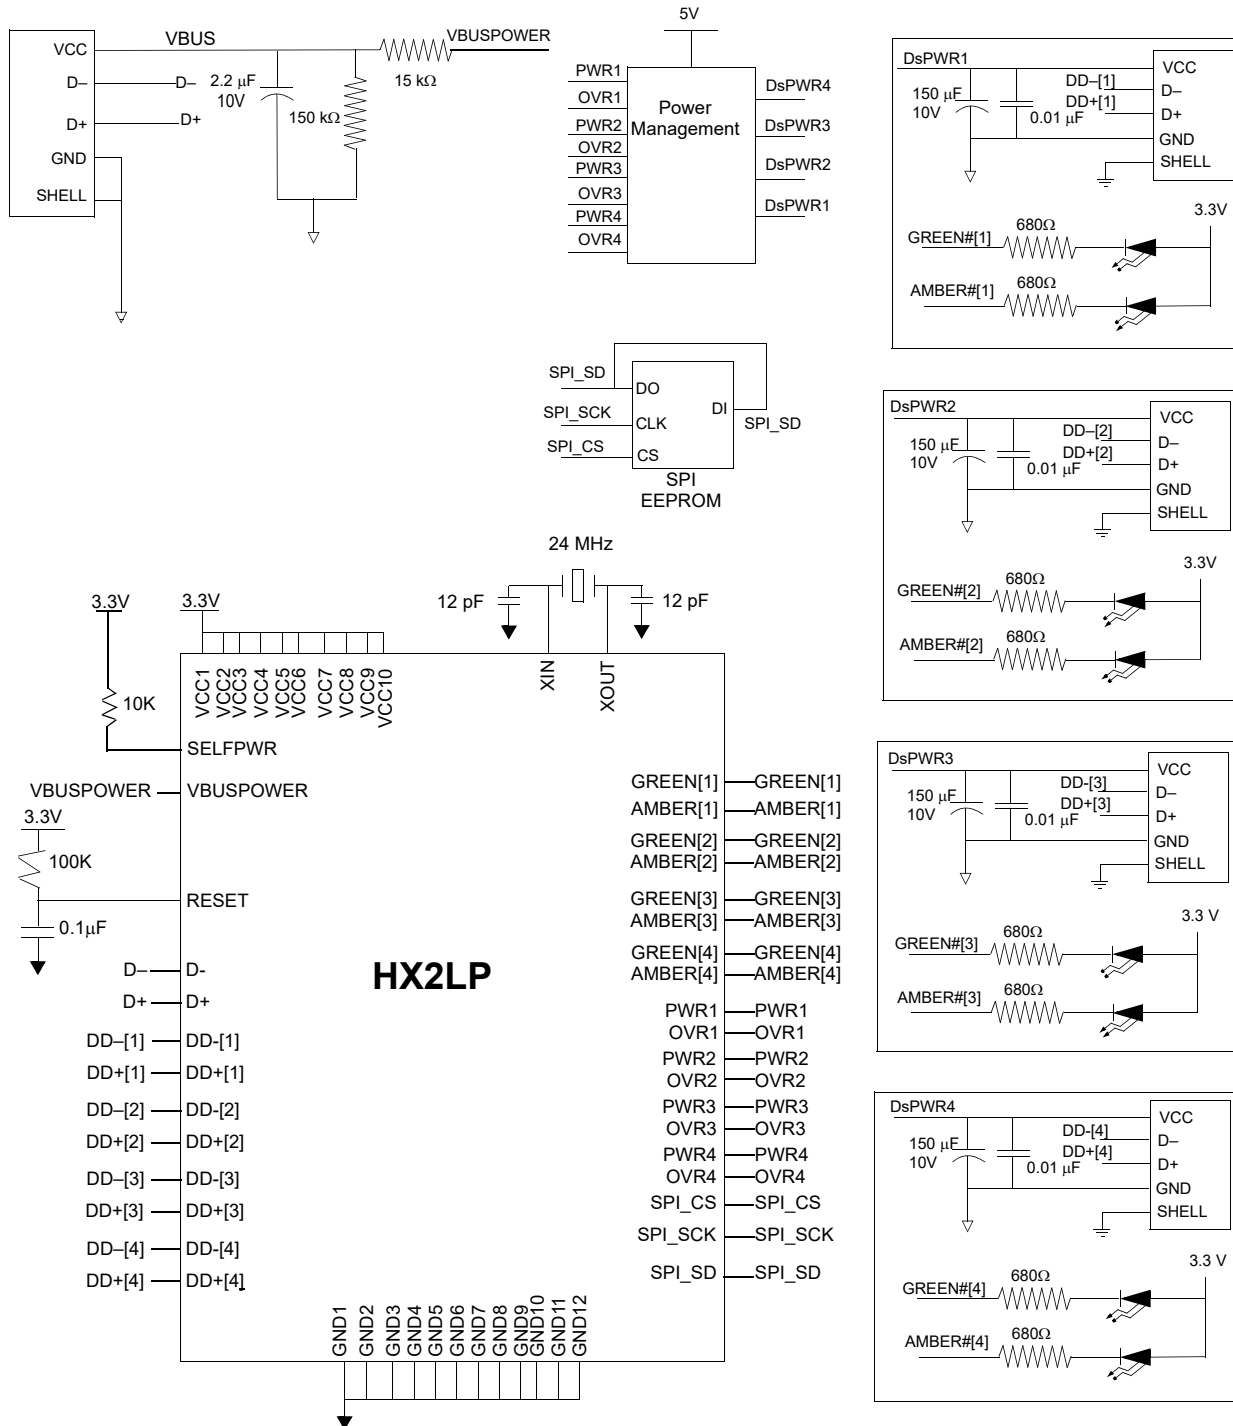 VCC
VBUS
VBUSPOWER
D–
D–
D+
D+
GND
SHELL
2.2 μF
10V
150 kΩ
15 kΩ
5V
PWR1
OVR1
PWR2
OVR2
PWR3
OVR3
PWR4
OVR4
Power
Management
DsPWR4
DsPWR3
DsPWR2
DsPWR1
SPI_SD
SPI_SCK
SPI_CS
DO
CLK
CS
DI
SPI_SD
SPI
EEPROM
DsPWR1
150 μF
10V
0.01 μF
DD–[1]
DD+[1]
VCC
D–
D+
GND
SHELL
3.3V
GREEN#[1]
680Ω
AMBER#[1]
680Ω
DsPWR2
150 μF
10V
0.01 μF
DD–[2]
DD+[2]
VCC
D–
D+
GND
SHELL
3.3V
GREEN#[2]
680Ω
AMBER#[2]
680Ω
DsPWR3
150 μF
10V
0.01 μF
DD-[3]
DD+[3]
VCC
D–
D+
GND
SHELL
3.3 V
GREEN#[3]
680Ω
AMBER#[3]
680Ω
DsPWR4
150 μF
10V
0.01 μF
DD-[4]
DD+[4]
VCC
D–
D+
GND
SHELL
3.3 V
GREEN#[4]
680Ω
AMBER#[4]
680Ω
24 MHz
12 pF
12 pF
3.3V
3.3V
10K
VCC1
VCC2
VCC3
VCC4
VCC5
VCC6
VCC7
VCC8
VCC9
VCC10
XIN
XOUT
SELFPWR
VBUSPOWER
VBUSPOWER
3.3V
100K
RESET
0.1μF
HX2LP
D–
D-
D+
D+
DD–[1]
DD-[1]
DD+[1]
DD+[1]
DD–[2]
DD-[2]
DD+[2]
DD+[2]
DD–[3]
DD-[3]
DD+[3]
DD+[3]
DD–[4]
DD-[4]
DD+[4]
DD+[4]
GREEN[1]
GREEN[1]
AMBER[1]
AMBER[1]
GREEN[2]
GREEN[2]
AMBER[2]
AMBER[2]
GREEN[3]
GREEN[3]
AMBER[3]
AMBER[3]
GREEN[4]
GREEN[4]
AMBER[4]
AMBER[4]
PWR1
PWR1
OVR1
OVR1
PWR2
PWR2
OVR2
OVR2
PWR3
PWR3
OVR3
OVR3
PWR4
PWR4
OVR4
OVR4
SPI_CS
SPI_CS
SPI_SCK
SPI_SCK
SPI_SD
SPI_SD
GND1
GND2
GND3
GND4
GND5
GND6
GND7
GND8
GND9
GND10
GND11
GND12